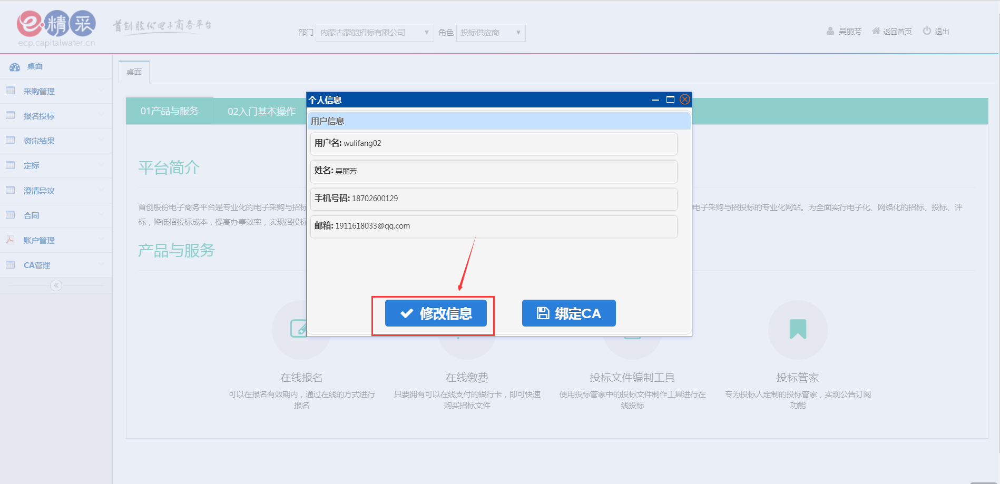 e精采
首创股份电子商务平台
ecp.capitalwater.cn
部门 内蒙古蒙能招标有限公司 ▼ 角色 投标供应商 ▼
吴丽芳 返回首页 退出
桌面
采购管理
报名投标
资审结果
定标
澄清异议
合同
账户管理
CA管理
桌面
01产品与服务 02入门基本操作
平台简介
首创股份电子商务平台是专业化的电子采购与招标
电子采购与招投标的专业化网站。为全面实行电子化、网络化的招标、投标、评
标，降低招投标成本，提高办事效率，实现招投标
产品与服务
个人信息
用户信息
用户名: wulifang02
姓名: 吴丽芳
手机号码: 18702600129
邮箱: 1911618033@qq.com
修改信息 绑定CA
在线报名
可以在报名有效期内，通过在线的方式进行
报名
在线缴费
只要拥有可以在线支付的银行卡，即可快速
购买招标文件
投标文件编制工具
使用投标管家中的投标文件制作工具进行在
线投标
投标管家
专为投标人定制的投标管家，实现公告订阅
功能